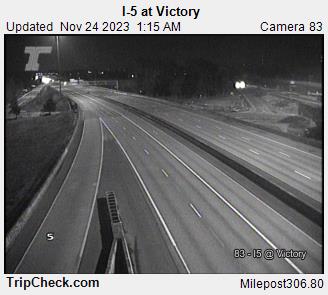 I-5 at Victory
Updated Nov 24 2023 1:15 AM Camera 83
T
S
83 - I5 @ Victory
TripCheck.com Milepost306.80